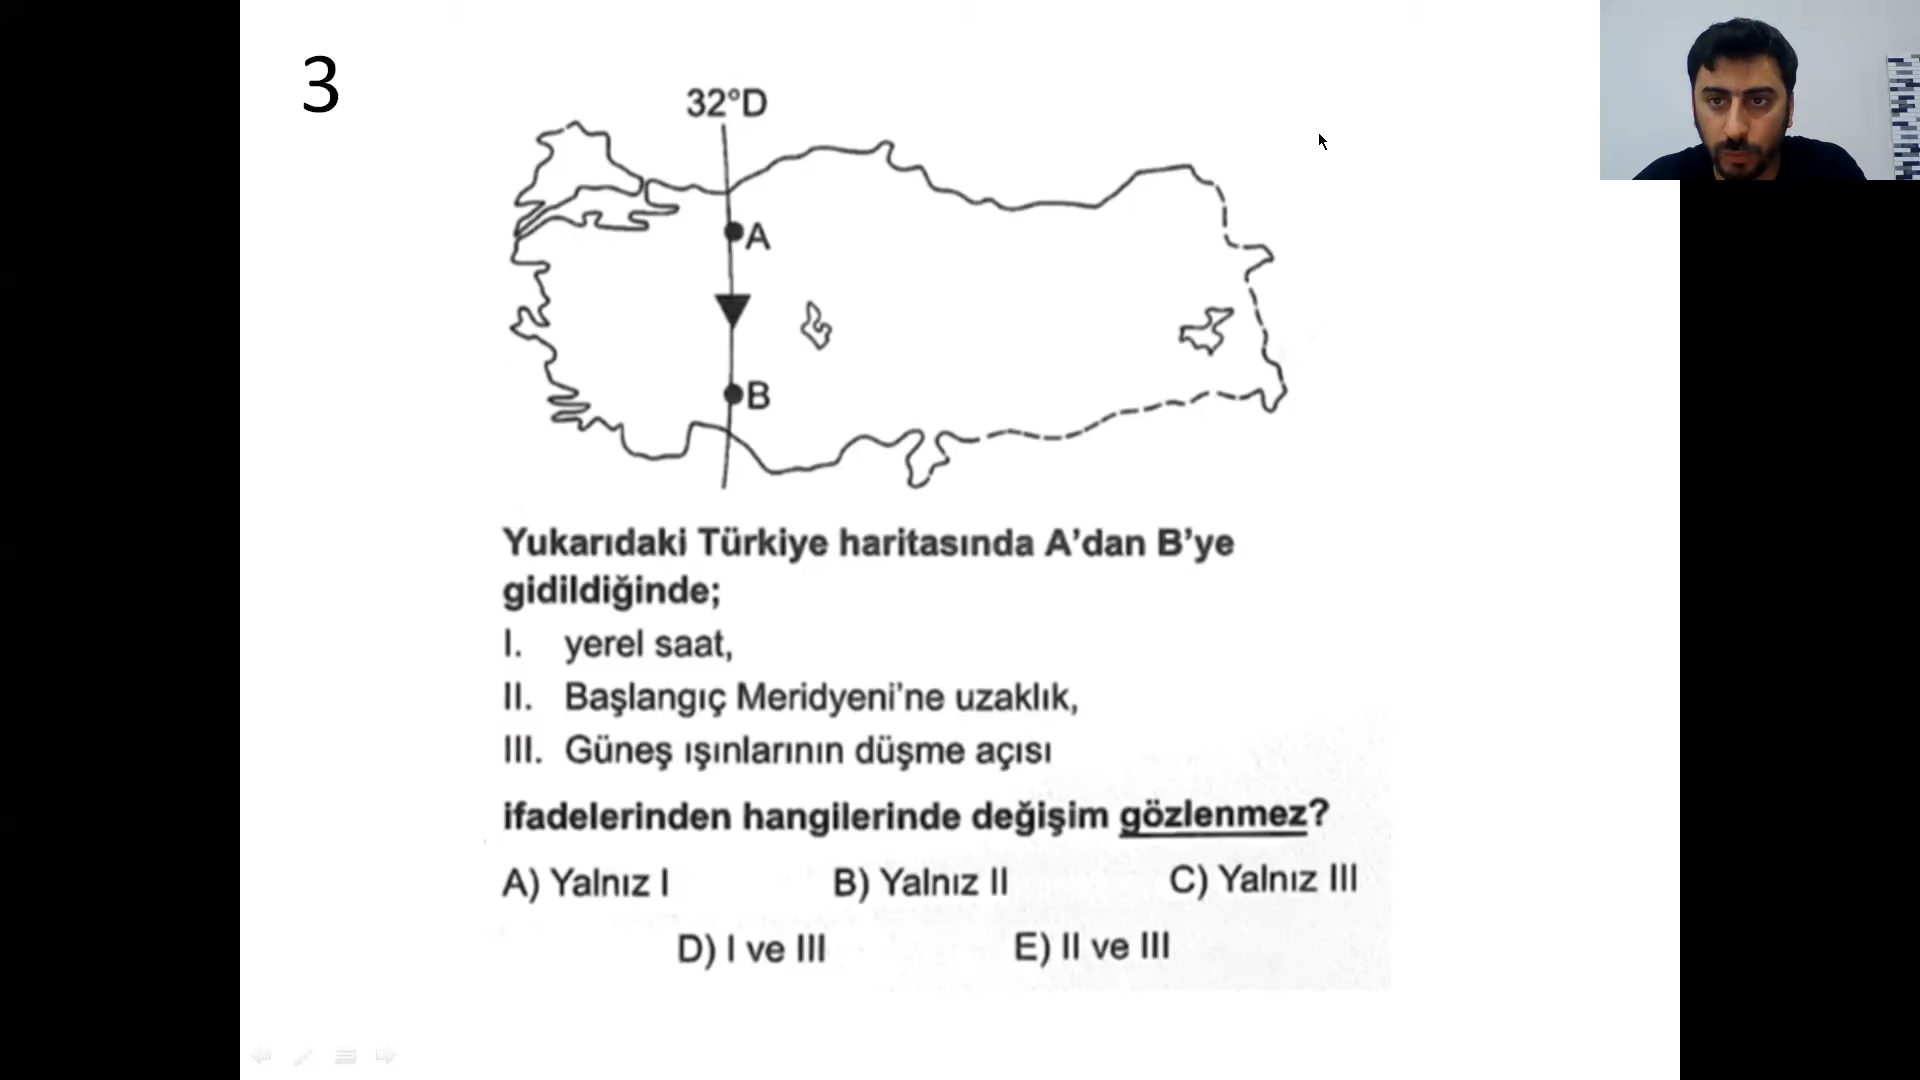 3
32°D
A
B
Yukarıdaki Türkiye haritasında A’dan B’ye
gidildiğinde;
I. yerel saat,
II. Başlangıç Meridyeni’ne uzaklık,
III. Güneş ışınlarının düşme açısı
ifadelerinden hangilerinde değişim gözlenmez?
A) Yalnız I B) Yalnız II C) Yalnız III
D) I ve III E) II ve III